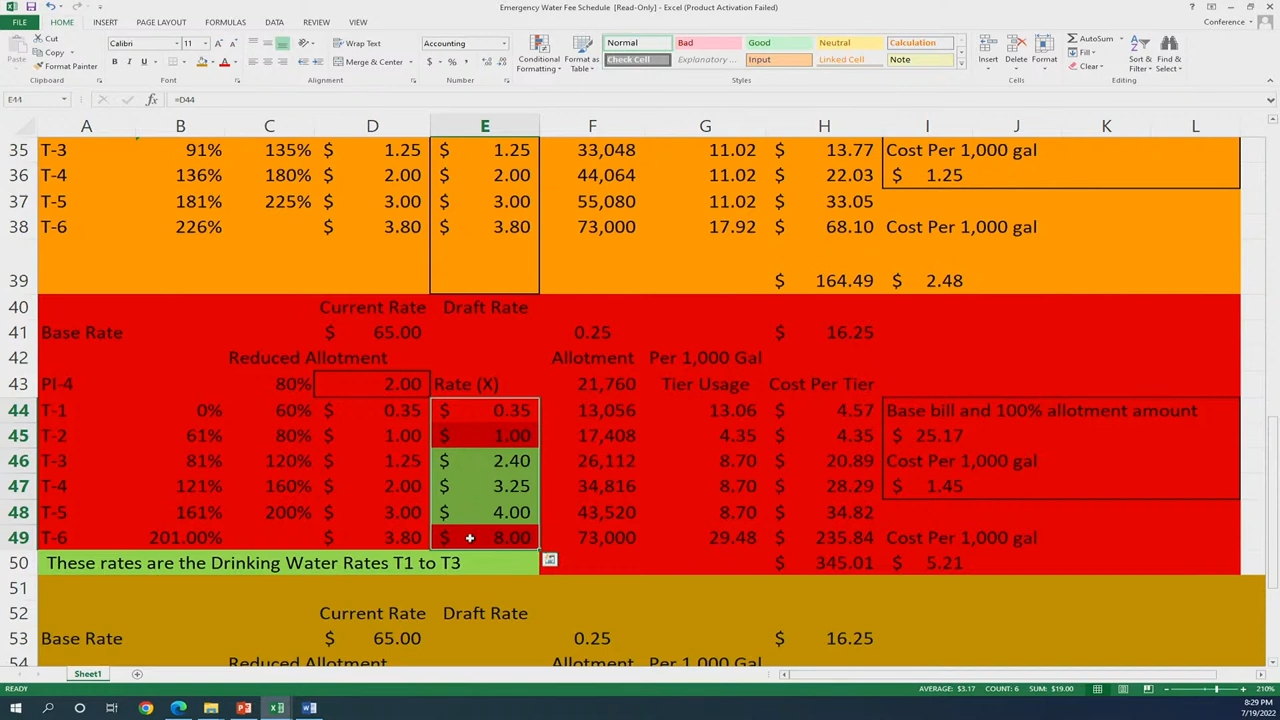 Emergency Water Fee Schedule [Read-Only] - Excel (Product Activation Failed)
FILE HOME INSERT PAGE LAYOUT FORMULAS DATA REVIEW VIEW Conference
Paste Cut Copy Format Painter Calibri 11 Wrap Text Merge & Center Accounting Conditional Formatting Format as Table Normal Bad Good Neutral Calculation Check Cell Explanatory ... Input Linked Cell Note Insert Delete Format AutoSum Fill Clear Sort & Filter Find & Select
Clipboard Font Alignment Number Styles Cells Editing
E44 fx =D44
A B C D E F G H I J K L
35 T-3 91% 135% $ 1.25 $ 1.25 33,048 11.02 $ 13.77 Cost Per 1,000 gal
36 T-4 136% 180% $ 2.00 $ 2.00 44,064 11.02 $ 22.03 $ 1.25
37 T-5 181% 225% $ 3.00 $ 3.00 55,080 11.02 $ 33.05
38 T-6 226% $ 3.80 $ 3.80 73,000 17.92 $ 68.10 Cost Per 1,000 gal
39 $ 164.49 $ 2.48
40 Current Rate Draft Rate
41 Base Rate $ 65.00 0.25 $ 16.25
42 Reduced Allotment Allotment Per 1,000 Gal
43 PI-4 80% 2.00 Rate (X) 21,760 Tier Usage Cost Per Tier
44 T-1 0% 60% $ 0.35 $ 0.35 13,056 13.06 $ 4.57 Base bill and 100% allotment amount
45 T-2 61% 80% $ 1.00 $ 1.00 17,408 4.35 $ 4.35 $ 25.17
46 T-3 81% 120% $ 1.25 $ 2.40 26,112 8.70 $ 20.89 Cost Per 1,000 gal
47 T-4 121% 160% $ 2.00 $ 3.25 34,816 8.70 $ 28.29 $ 1.45
48 T-5 161% 200% $ 3.00 $ 4.00 43,520 8.70 $ 34.82
49 T-6 201.00% $ 3.80 $ 8.00 73,000 29.48 $ 235.84 Cost Per 1,000 gal
50 These rates are the Drinking Water Rates T1 to T3 $ 345.01 $ 5.21
51
52 Current Rate Draft Rate
53 Base Rate $ 65.00 0.25 $ 16.25
54 Reduced Allotment Allotment Per 1,000 Gal
Sheet1
READY AVERAGE: $3.17 COUNT: 6 SUM: $19.00 210%
8:29 PM
7/19/2022